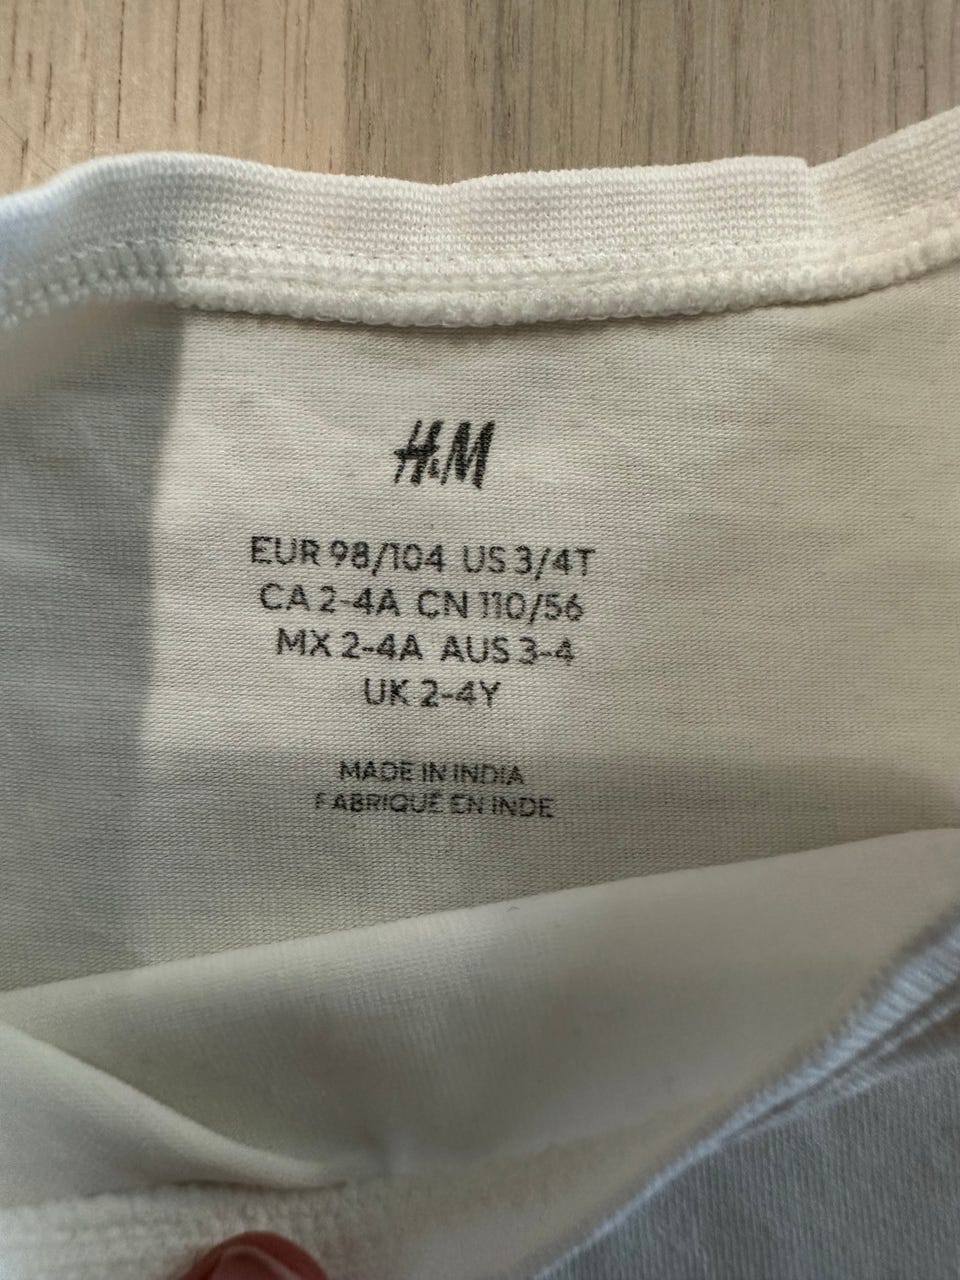 H&M
EUR 98/104 US 3/4T
CA 2-4A CN 110/56
MX 2-4A AUS 3-4
UK 2-4Y
MADE IN INDIA
FABRIQUÉ EN INDE